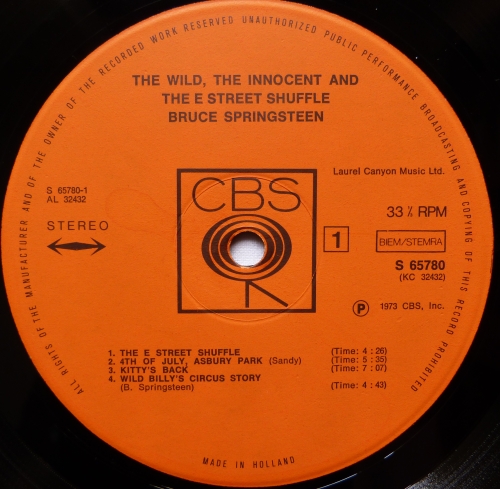 ALL RIGHTS OF THE MANUFACTURER AND OF THE OWNER OF THE RECORDED WORK RESERVED UNAUTHORIZED PUBLIC PERFORMANCE BROADCASTING AND COPYING OF THIS RECORD PROHIBITED
THE WILD, THE INNOCENT AND
THE E STREET SHUFFLE
BRUCE SPRINGSTEEN
Laurel Canyon Music Ltd.
S 65780-1
AL 32432
CBS
STEREO
33⅓ RPM
1
BIEM/STEMRA
S 65780
(KC 32432)
Ⓟ 1973 CBS, Inc.
1. THE E STREET SHUFFLE (Time: 4:26)
2. 4TH OF JULY, ASBURY PARK (Sandy) (Time: 5:35)
3. KITTY'S BACK (Time: 7:07)
4. WILD BILLY'S CIRCUS STORY (Time: 4:43)
(B. Springsteen)
MADE IN HOLLAND